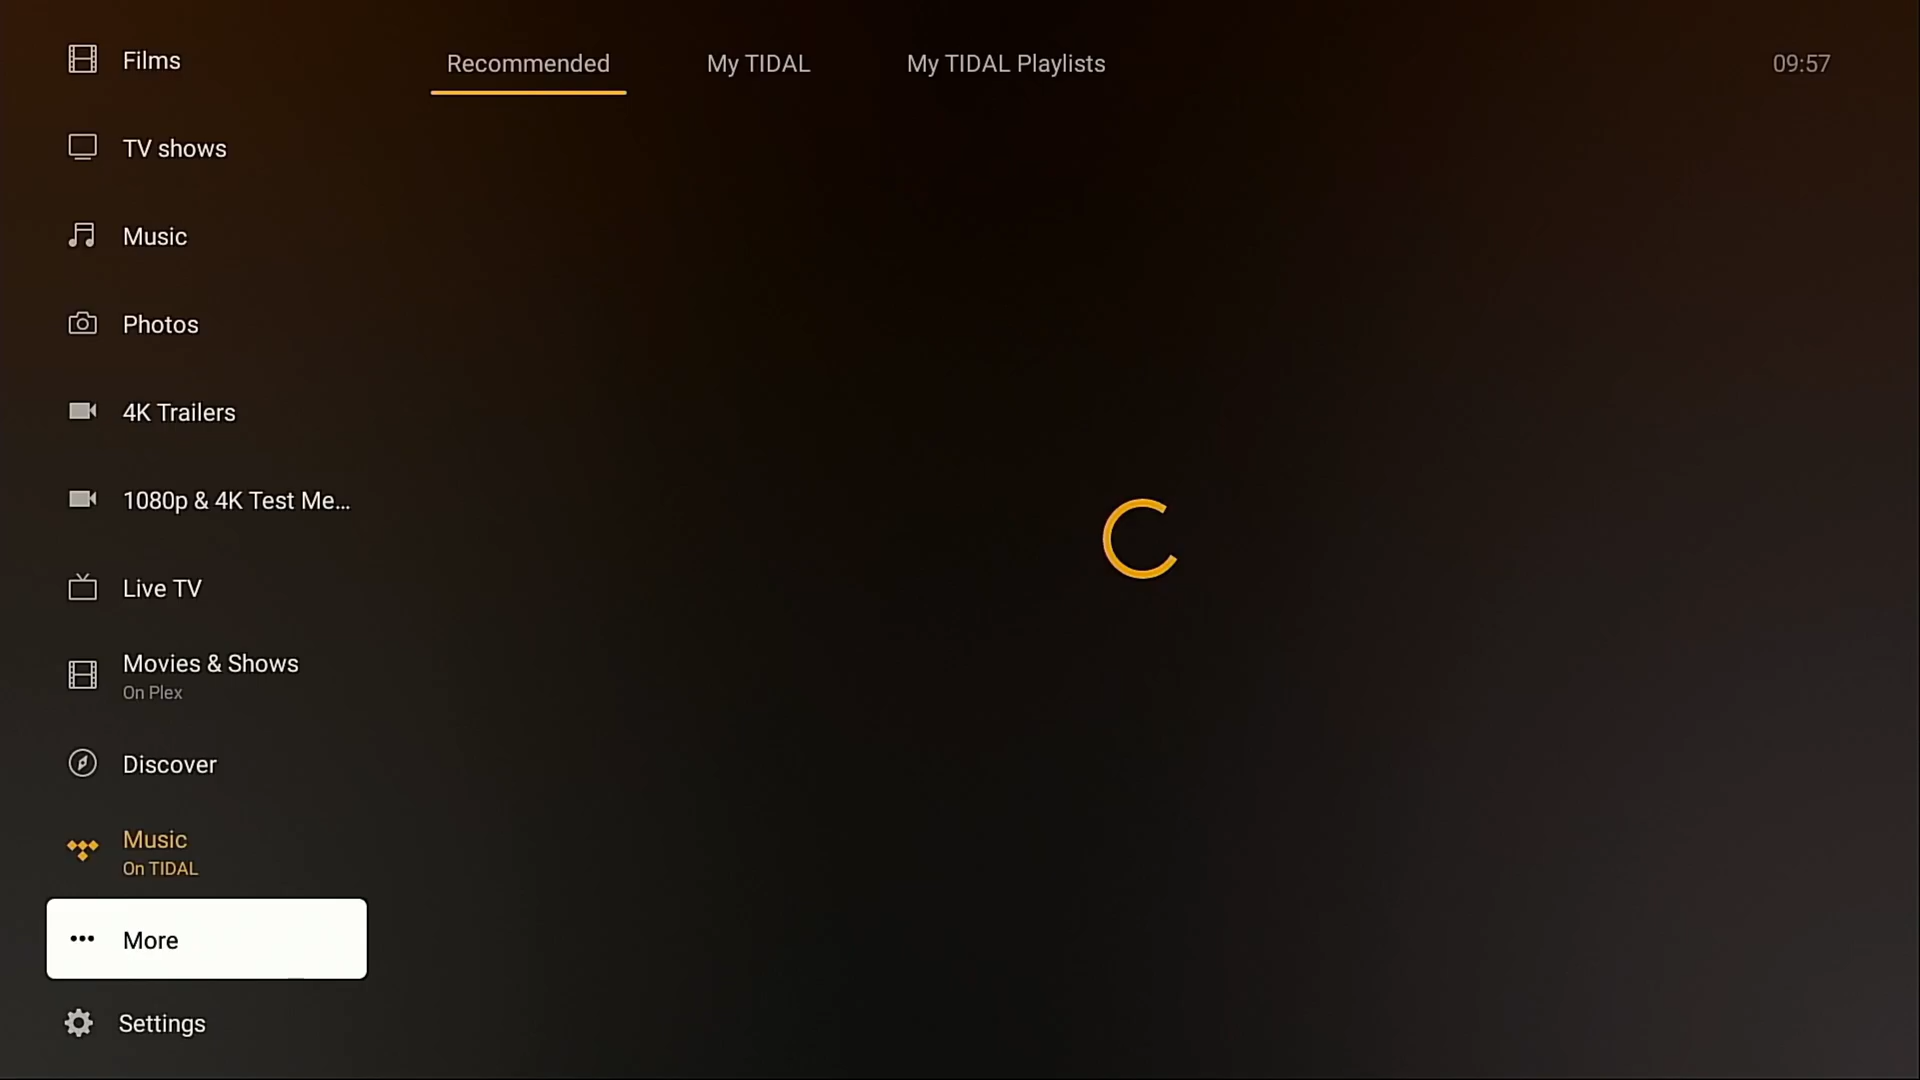 Films
TV shows
Music
Photos
4K Trailers
1080p & 4K Test Me...
Live TV
Movies & Shows
On Plex
Discover
Music
On TIDAL
More
Settings
Recommended
My TIDAL
My TIDAL Playlists
09:57